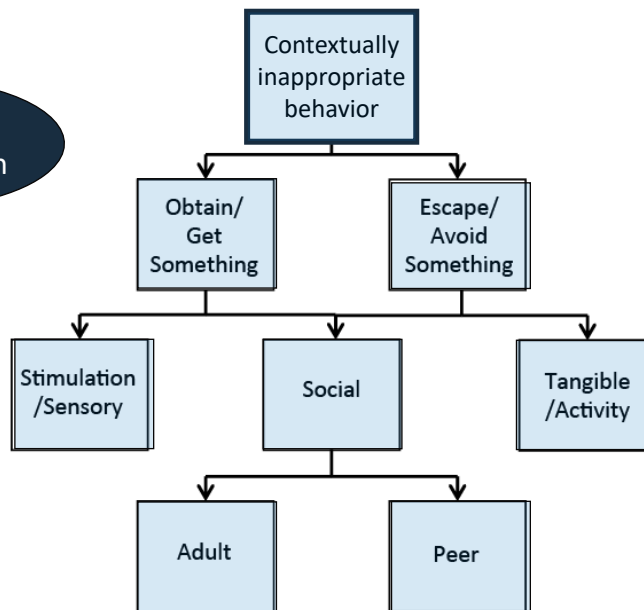 Contextually
inappropriate
behavior
Obtain/
Get
Something
Escape/
Avoid
Something
Stimulation
/Sensory
Social
Tangible
/Activity
Adult
Peer